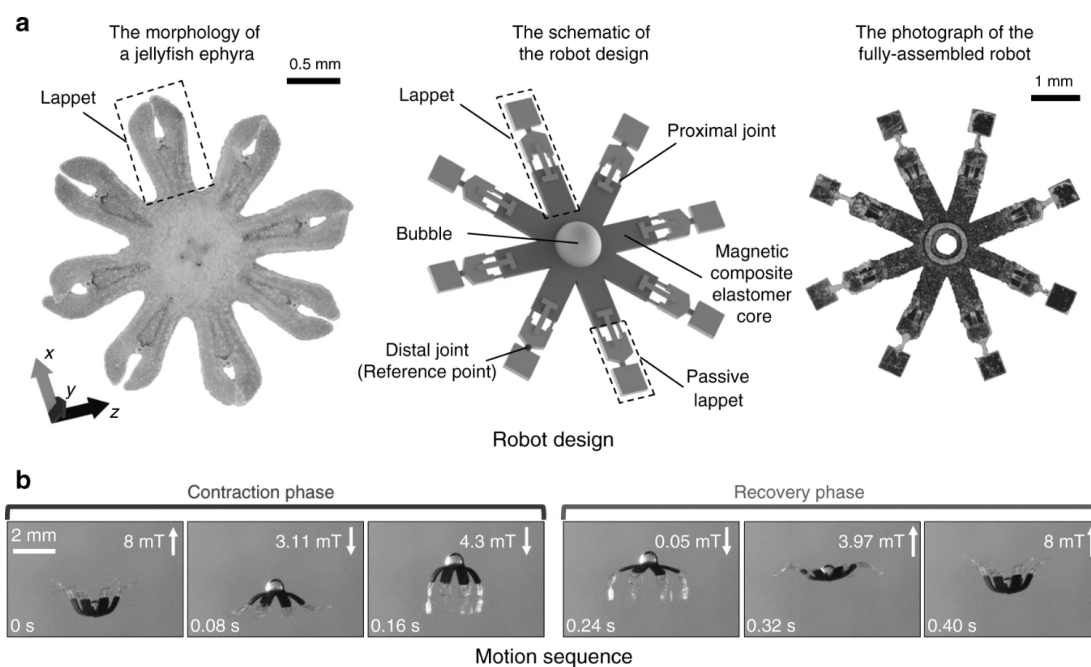 a
The morphology of
a jellyfish ephyra
0.5 mm
Lappet
x
y
z
The schematic of
the robot design
Lappet
Proximal joint
Bubble
Magnetic
composite
elastomer
core
Distal joint
(Reference point)
Passive
lappet
The photograph of the
fully-assembled robot
1 mm
Robot design
b
Contraction phase
Recovery phase
2 mm
8 mT
0 s
3.11 mT
0.08 s
4.3 mT
0.16 s
0.05 mT
0.24 s
3.97 mT
0.32 s
8 mT
0.40 s
Motion sequence